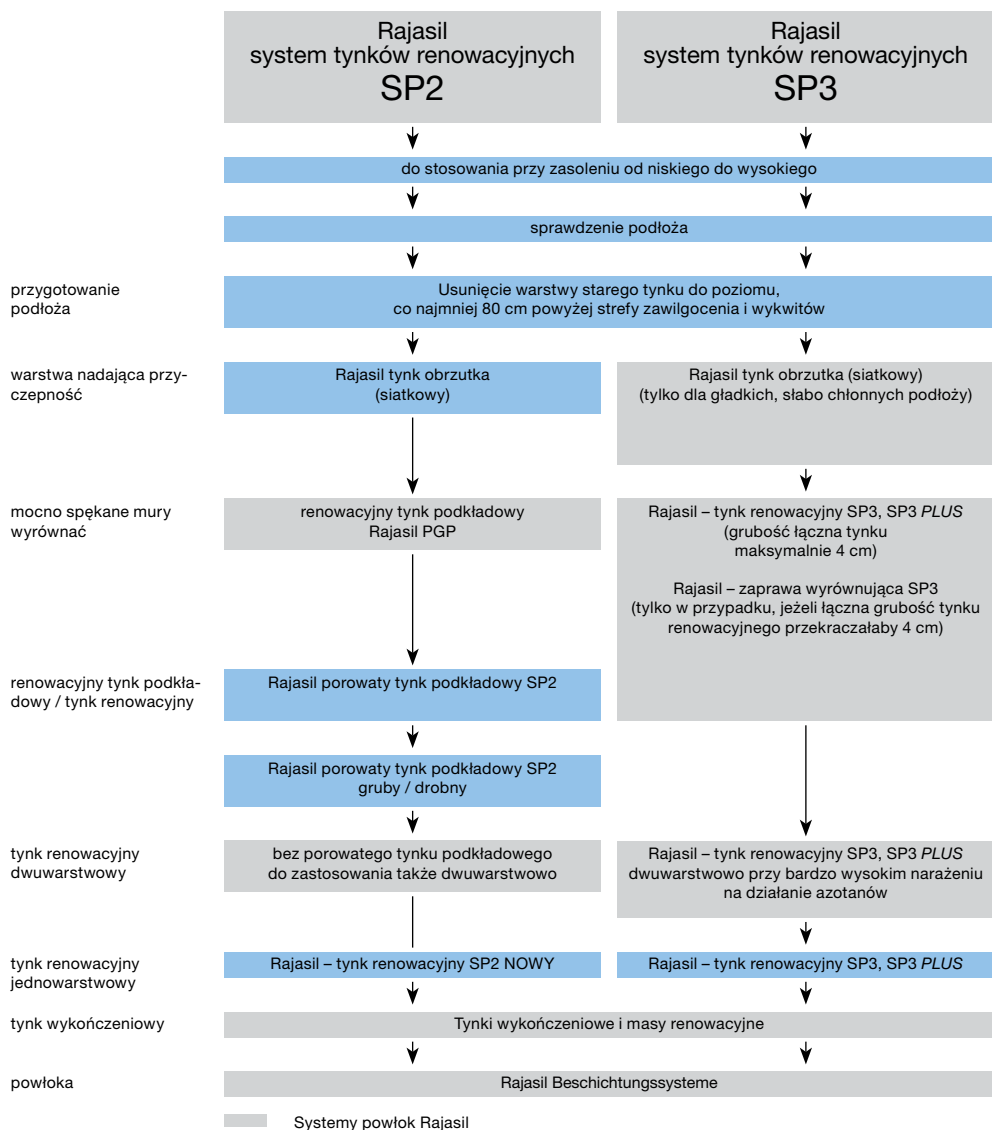 Rajasil
system tynków renowacyjnych
SP2
Rajasil
system tynków renowacyjnych
SP3
do stosowania przy zasoleniu od niskiego do wysokiego
sprawdzenie podłoża
przygotowanie
podłoża
Usunięcie warstwy starego tynku do poziomu,
co najmniej 80 cm powyżej strefy zawilgocenia i wykwitów
warstwa nadająca przy-
czepność
Rajasil tynk obrzutka
(siatkowy)
Rajasil tynk obrzutka (siatkowy)
(tylko dla gładkich, słabo chłonnych podłoży)
mocno spękane mury
wyrównać
renowacyjny tynk podkładowy
Rajasil PGP
Rajasil – tynk renowacyjny SP3, SP3 PLUS
(grubość łączna tynku
maksymalnie 4 cm)
Rajasil – zaprawa wyrównująca SP3
(tylko w przypadku, jeżeli łączna grubość tynku
renowacyjnego przekraczałaby 4 cm)
renowacyjny tynk podkła-
dowy / tynk renowacyjny
Rajasil porowaty tynk podkładowy SP2
Rajasil porowaty tynk podkładowy SP2
gruby / drobny
tynk renowacyjny
dwuwarstwowy
bez porowatego tynku podkładowego
do zastosowania także dwuwarstwowo
Rajasil – tynk renowacyjny SP3, SP3 PLUS
dwuwarstwowo przy bardzo wysokim narażeniu
na działanie azotanów
tynk renowacyjny
jednowarstwowy
Rajasil – tynk renowacyjny SP2 NOWY
Rajasil – tynk renowacyjny SP3, SP3 PLUS
tynk wykończeniowy
Tynki wykończeniowe i masy renowacyjne
powłoka
Rajasil Beschichtungssysteme
Systemy powłok Rajasil